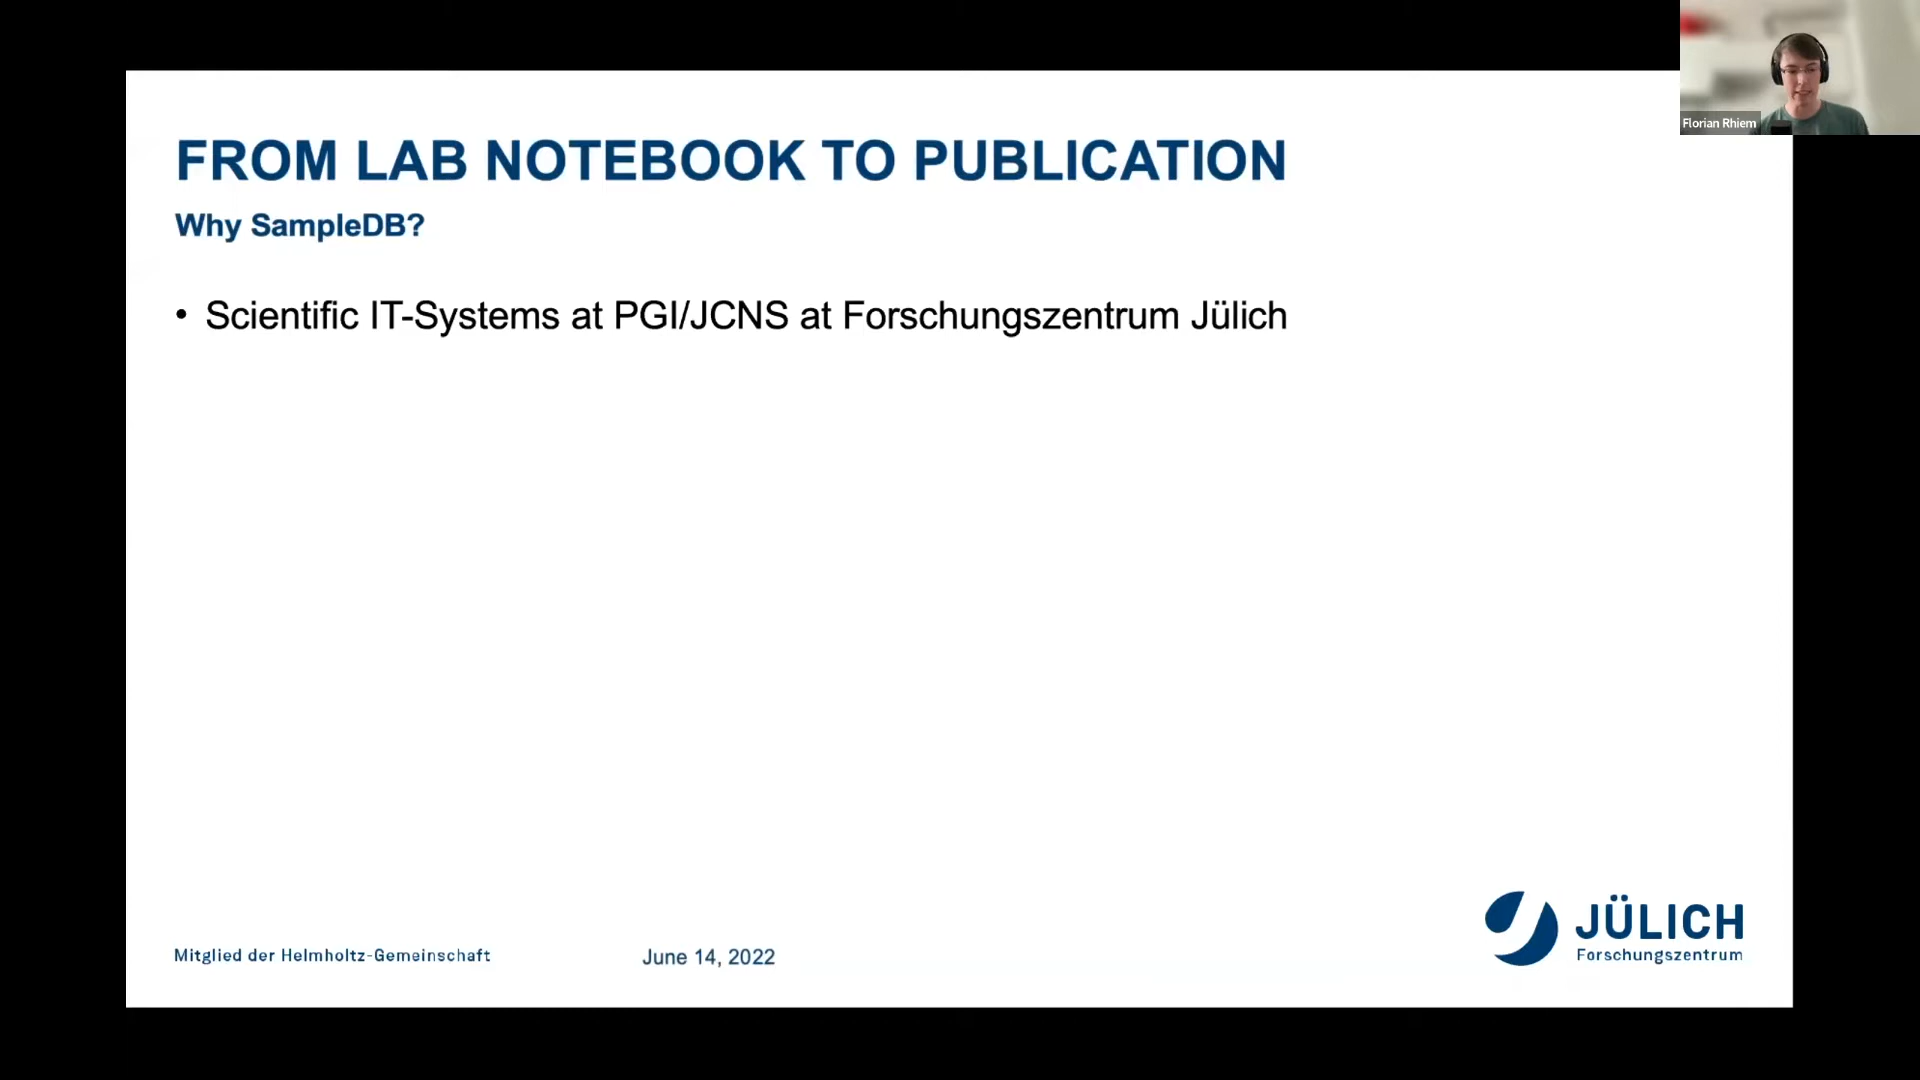 FROM LAB NOTEBOOK TO PUBLICATION
Why SampleDB?
• Scientific IT-Systems at PGI/JCNS at Forschungszentrum Jülich
Mitglied der Helmholtz-Gemeinschaft
June 14, 2022
JÜLICH
Forschungszentrum
Florian Rhiem